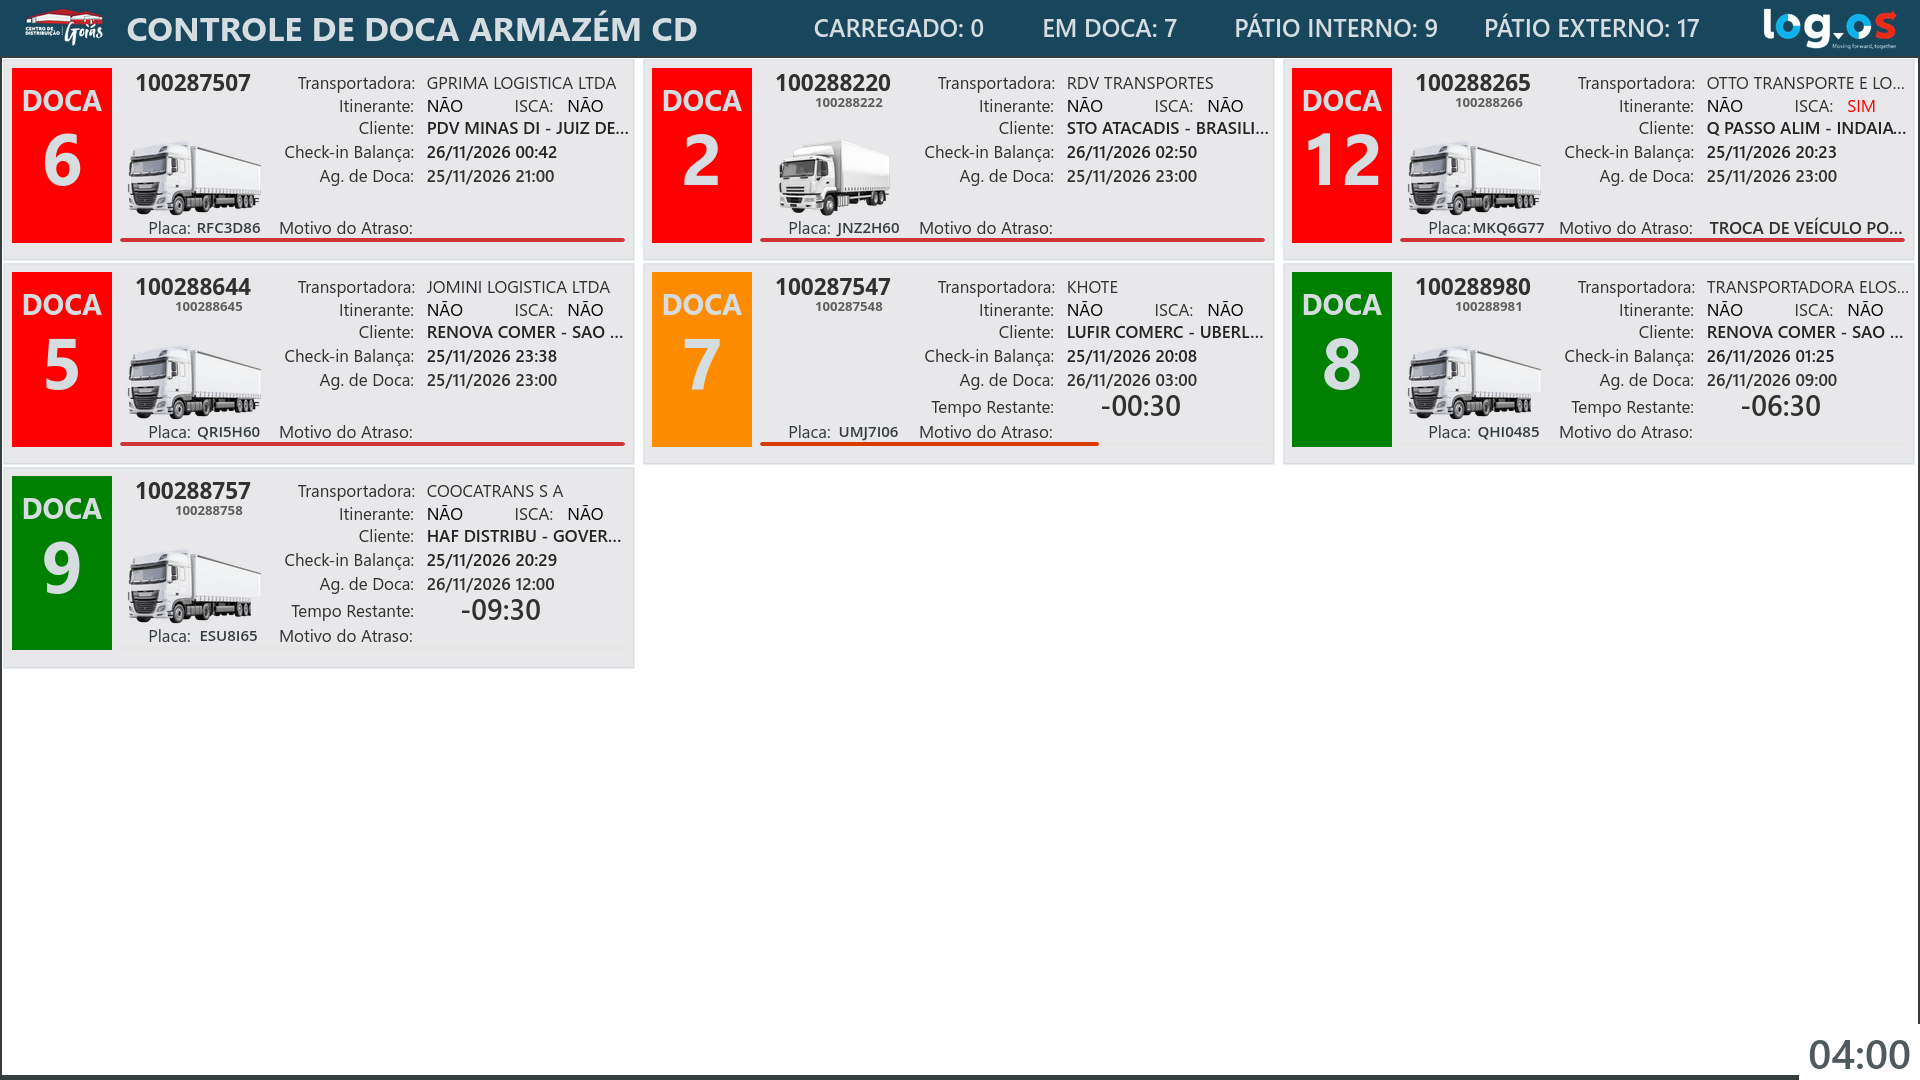 CENTRO DE DISTRIBUIÇÃO Goiás
CONTROLE DE DOCA ARMAZÉM CD
CARREGADO: 0
EM DOCA: 7
PÁTIO INTERNO: 9
PÁTIO EXTERNO: 17
log.os
Moving forward, together
DOCA
6
100287507
Transportadora: GPRIMA LOGISTICA LTDA
Itinerante: NÃO ISCA: NÃO
Cliente: PDV MINAS DI - JUIZ DE...
Check-in Balança: 26/11/2026 00:42
Ag. de Doca: 25/11/2026 21:00
Placa: RFC3D86 Motivo do Atraso:
DOCA
2
100288220
100288222
Transportadora: RDV TRANSPORTES
Itinerante: NÃO ISCA: NÃO
Cliente: STO ATACADIS - BRASILI...
Check-in Balança: 26/11/2026 02:50
Ag. de Doca: 25/11/2026 23:00
Placa: JNZ2H60 Motivo do Atraso:
DOCA
12
100288265
100288266
Transportadora: OTTO TRANSPORTE E LO...
Itinerante: NÃO ISCA: SIM
Cliente: Q PASSO ALIM - INDAIA...
Check-in Balança: 25/11/2026 20:23
Ag. de Doca: 25/11/2026 23:00
Placa: MKQ6G77 Motivo do Atraso: TROCA DE VEÍCULO PO...
DOCA
5
100288644
100288645
Transportadora: JOMINI LOGISTICA LTDA
Itinerante: NÃO ISCA: NÃO
Cliente: RENOVA COMER - SAO ...
Check-in Balança: 25/11/2026 23:38
Ag. de Doca: 25/11/2026 23:00
Placa: QRI5H60 Motivo do Atraso:
DOCA
7
100287547
100287548
Transportadora: KHOTE
Itinerante: NÃO ISCA: NÃO
Cliente: LUFIR COMERC - UBERL...
Check-in Balança: 25/11/2026 20:08
Ag. de Doca: 26/11/2026 03:00
Tempo Restante: -00:30
Placa: UMJ7I06 Motivo do Atraso:
DOCA
8
100288980
100288981
Transportadora: TRANSPORTADORA ELOS...
Itinerante: NÃO ISCA: NÃO
Cliente: RENOVA COMER - SAO ...
Check-in Balança: 26/11/2026 01:25
Ag. de Doca: 26/11/2026 09:00
Tempo Restante: -06:30
Placa: QHI0485 Motivo do Atraso:
DOCA
9
100288757
100288758
Transportadora: COOCATRANS S A
Itinerante: NÃO ISCA: NÃO
Cliente: HAF DISTRIBU - GOVER...
Check-in Balança: 25/11/2026 20:29
Ag. de Doca: 26/11/2026 12:00
Tempo Restante: -09:30
Placa: ESU8I65 Motivo do Atraso:
04:00